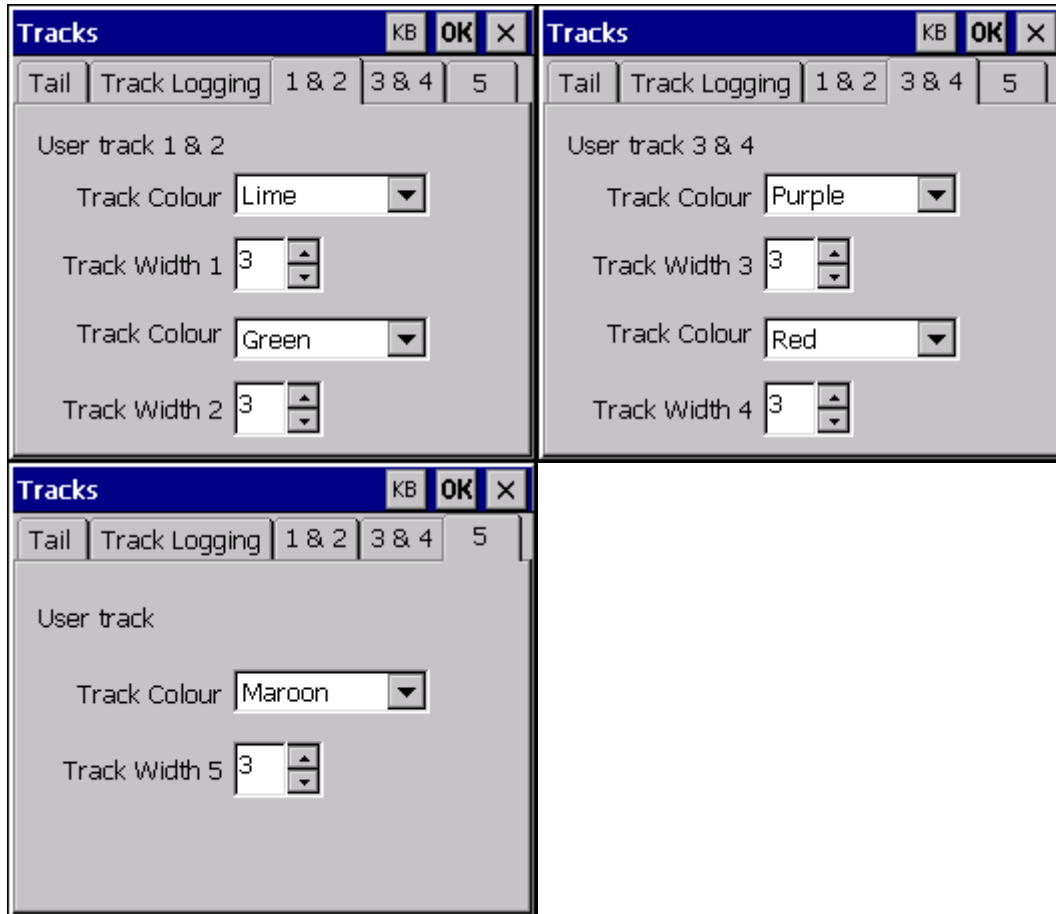 Tracks KB OK ×
Tail Track Logging 1 & 2 3 & 4 5
User track 1 & 2
Track Colour Lime
Track Width 1 3
Track Colour Green
Track Width 2 3
Tracks KB OK ×
Tail Track Logging 1 & 2 3 & 4 5
User track 3 & 4
Track Colour Purple
Track Width 3 3
Track Colour Red
Track Width 4 3
Tracks KB OK ×
Tail Track Logging 1 & 2 3 & 4 5
User track
Track Colour Maroon
Track Width 5 3